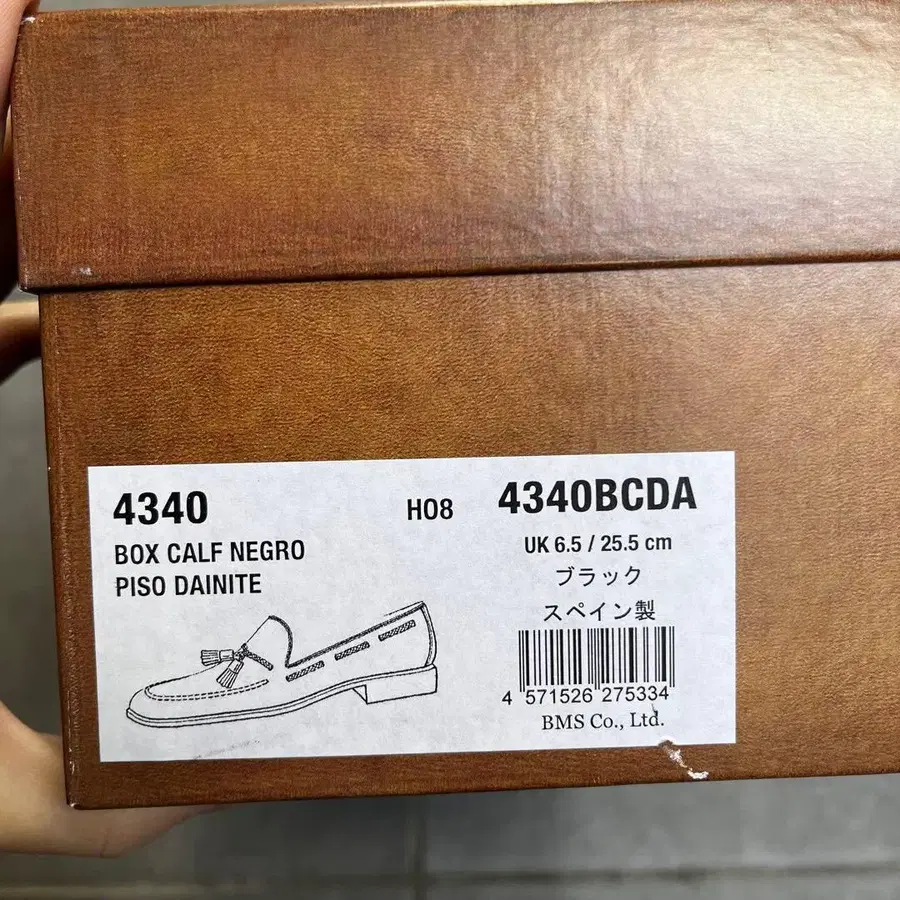 4340
HO8
4340BCDA
BOX CALF NEGRO
PISO DAINITE
UK 6.5 / 25.5 cm
ブラック
スペイン製
4 571526 275334
BMS Co., Ltd.